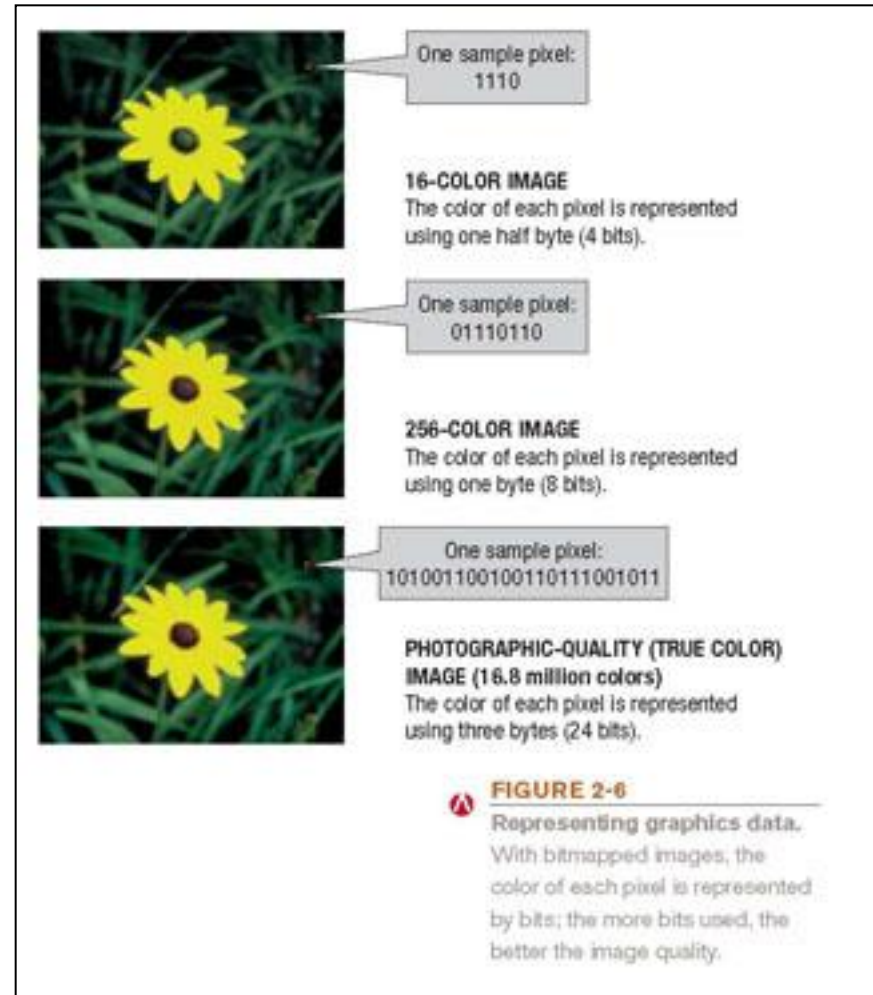 One sample pixel:
1110
16-COLOR IMAGE
The color of each pixel is represented
using one half byte (4 bits).
One sample pixel:
01110110
256-COLOR IMAGE
The color of each pixel is represented
using one byte (8 bits).
One sample pixel:
101001100100110111001011
PHOTOGRAPHIC-QUALITY (TRUE COLOR)
IMAGE (16.8 million colors)
The color of each pixel is represented
using three bytes (24 bits).
FIGURE 2-6
Representing graphics data.
With bitmapped images, the
color of each pixel is represented
by bits; the more bits used, the
better the image quality.